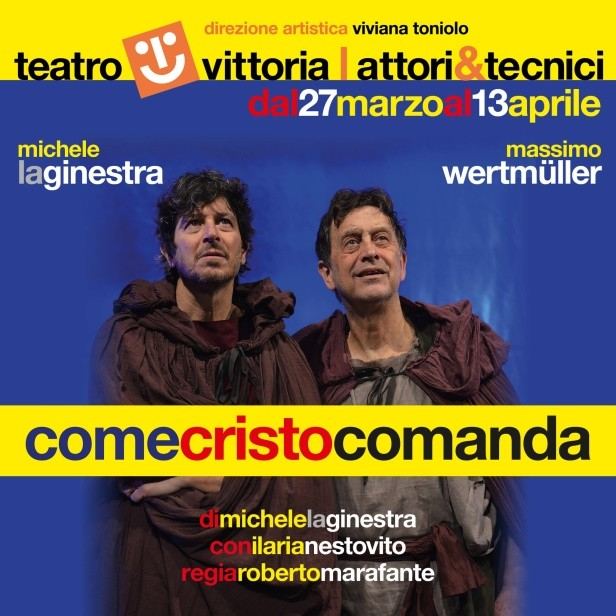 direzione artistica viviana toniolo
teatro vittoria | attori&tecnici
dal27marzoal13aprile
michele
laginestra
massimo
wertmüller
comecristocomanda
dimichelelaginestra
conilarianestovito
regiarobertomarafante